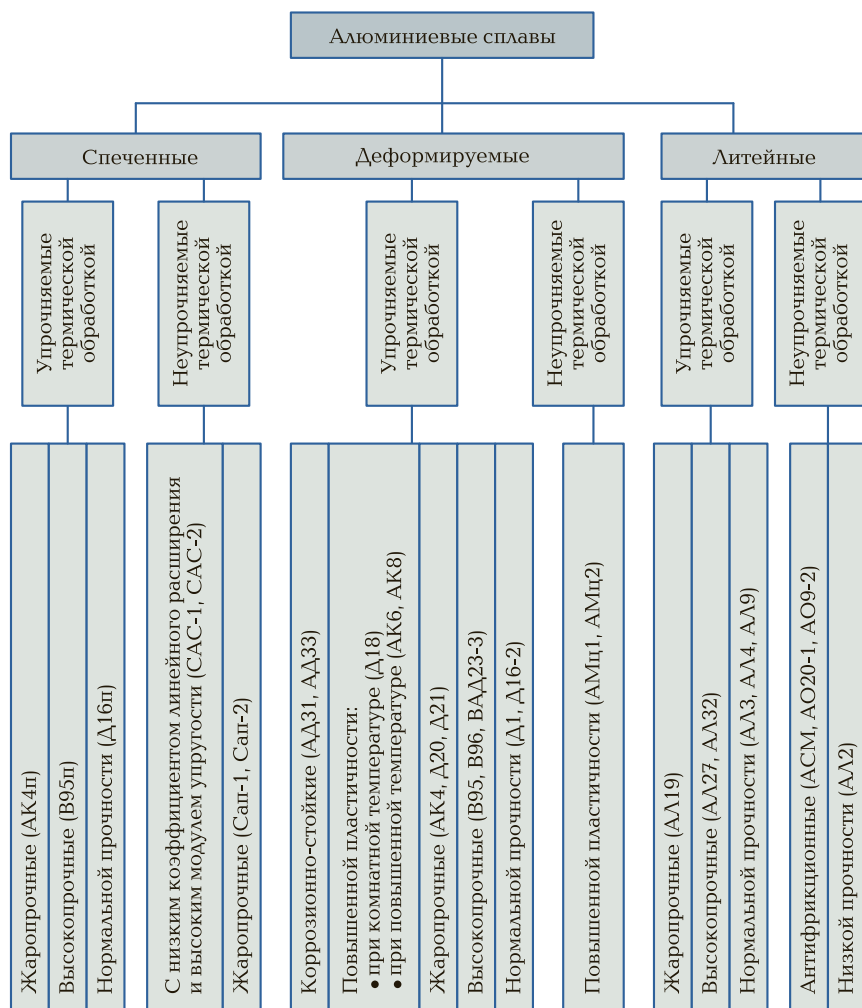 Алюминиевые сплавы
Спеченные
Деформируемые
Литейные
Упрочняемые
термической
обработкой
Неупрочняемые
термической
обработкой
Упрочняемые
термической
обработкой
Неупрочняемые
термической
обработкой
Упрочняемые
термической
обработкой
Неупрочняемые
термической
обработкой
Жаропрочные (АК4п)
Высокопрочные (В95п)
Нормальной прочности (Д16п)
С низким коэффициентом линейного расширения
и высоким модулем упругости (САС-1, САС-2)
Жаропрочные (Сап-1, Сап-2)
Коррозионно-стойкие (АД31, АД33)
Повышенной пластичности:
• при комнатной температуре (Д18)
• при повышенной температуре (АК6, АК8)
Жаропрочные (АК4, Д20, Д21)
Высокопрочные (В95, В96, ВАД23-3)
Нормальной прочности (Д1, Д16-2)
Повышенной пластичности (АМц1, АМц2)
Жаропрочные (АЛ19)
Высокопрочные (АЛ27, АЛ32)
Нормальной прочности (АЛ3, АЛ4, АЛ9)
Антифрикционные (АСМ, АО20-1, АО9-2)
Низкой прочности (АЛ2)